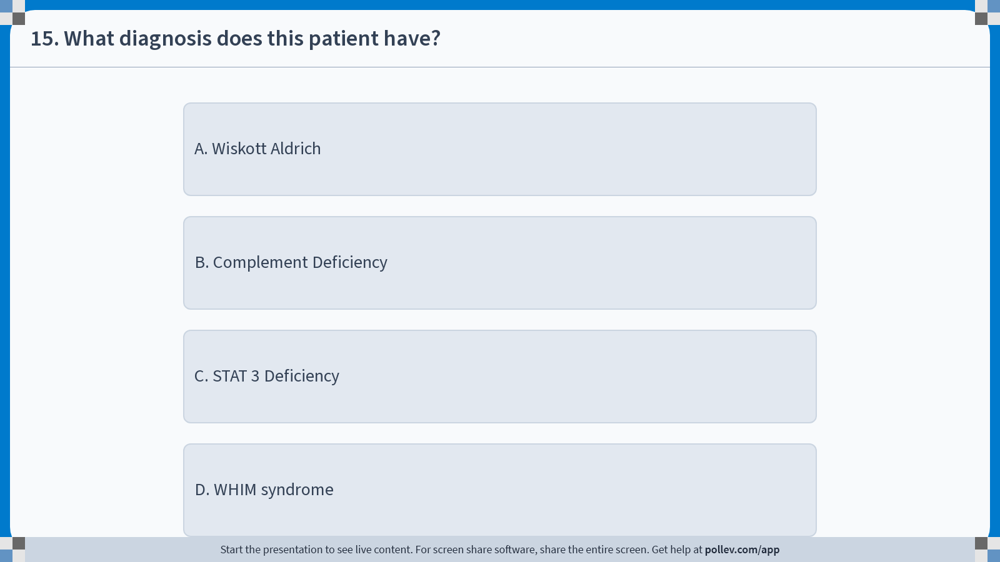 15. What diagnosis does this patient have?
A. Wiskott Aldrich
B. Complement Deficiency
C. STAT 3 Deficiency
D. WHIM syndrome
Start the presentation to see live content. For screen share software, share the entire screen. Get help at pollev.com/app